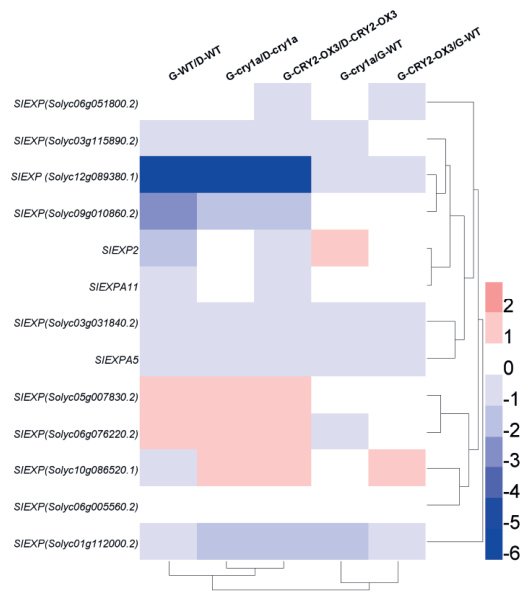 G-WT/D-WT
G-cry1a/D-cry1a
G-CRY2-OX3/D-CRY2-OX3
G-cry1a/G-WT
G-CRY2-OX3/G-WT
SlEXP(Solyc06g051800.2)
SlEXP(Solyc03g115890.2)
SlEXP (Solyc12g089380.1)
SlEXP(Solyc09g010860.2)
SlEXP2
SlEXPA11
SlEXP(Solyc03g031840.2)
SlEXPA5
SlEXP(Solyc05g007830.2)
SlEXP(Solyc06g076220.2)
SlEXP(Solyc10g086520.1)
SlEXP(Solyc06g005560.2)
SlEXP(Solyc01g112000.2)
2
1
0
-1
-2
-3
-4
-5
-6